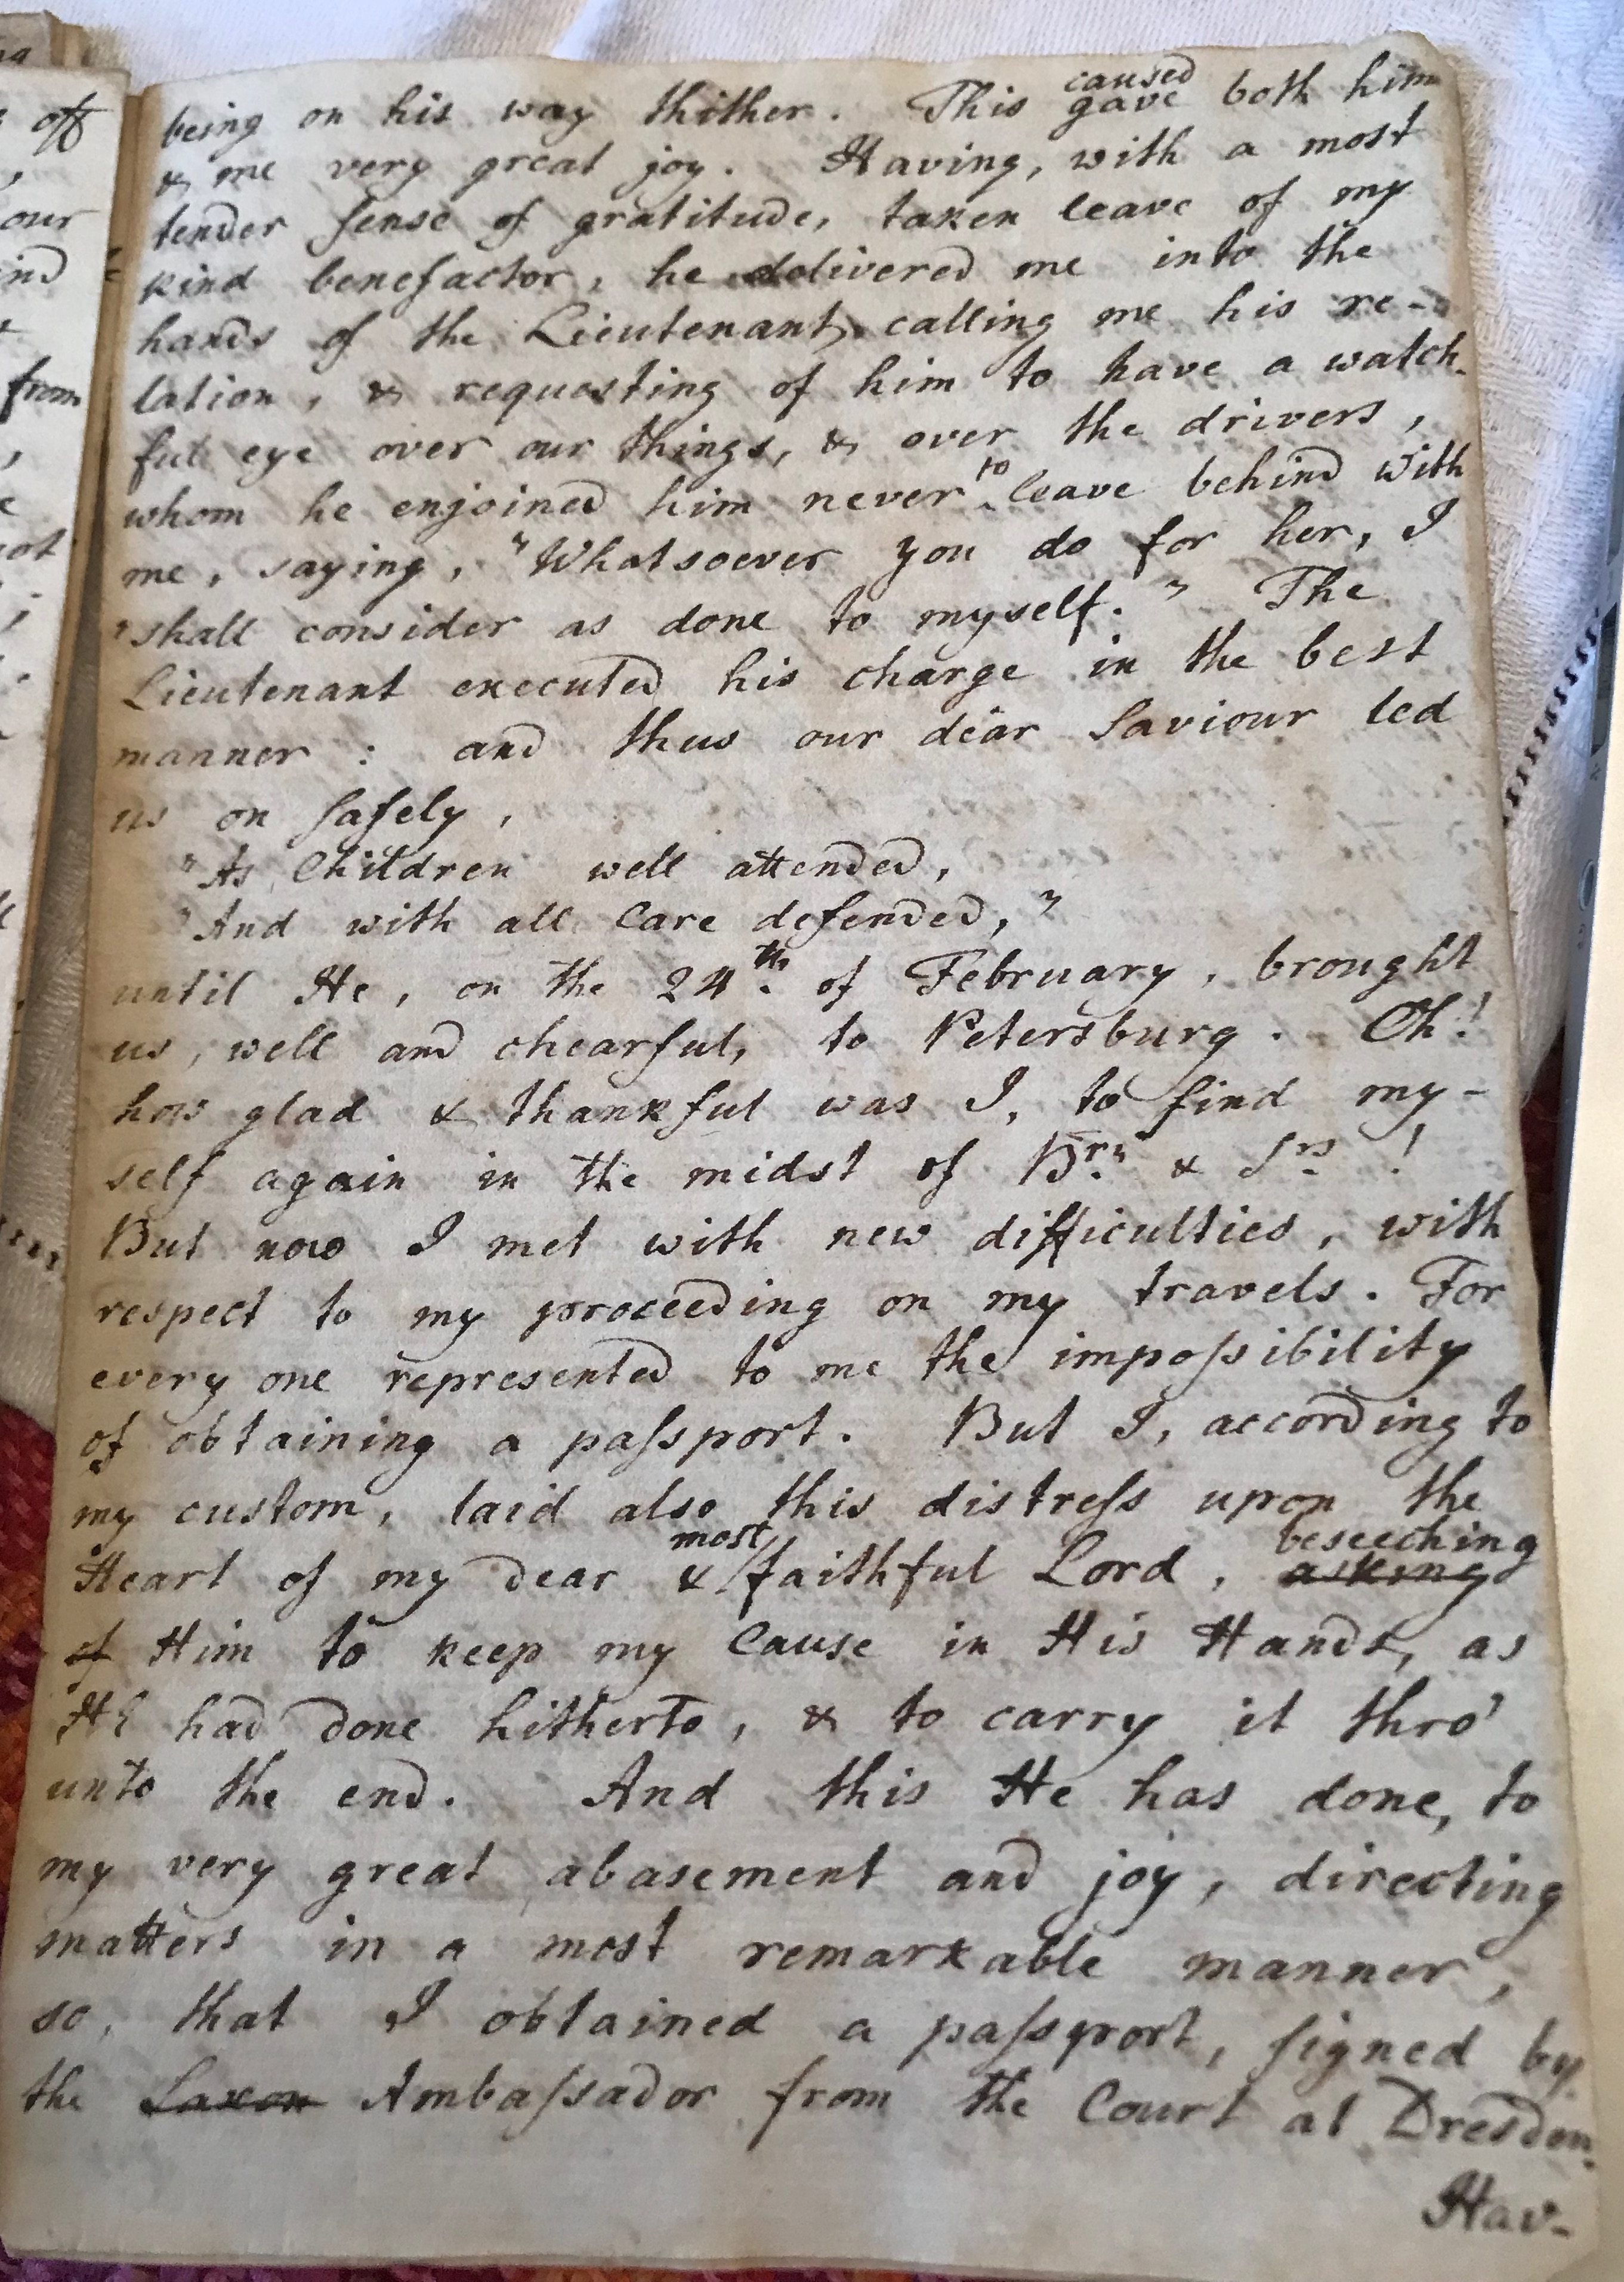 being on his way thither. This gave caused both him
& me very great joy. Having, with a most
tender sense of gratitude, taken leave of my
kind benefactor, he delivered me into the
hands of the Lieutenant, calling me his re-
lation, & requesting of him to have a watch-
ful eye over our things, & over the drivers,
whom he enjoined him never to leave behind with
me, saying, "Whatsoever you do for her, I
"shall consider as done to myself." The
Lieutenant executed his charge in the best
manner: and thus our dear Saviour led
us on safely,
"As Children well attended,
"And with all Care defended,"
until He, on the 24th. of February, brought
us, well and chearful, to Petersburg. Oh!
how glad & thankful was I, to find my-
self again in the midst of Brn & Srs!
But now I met with new difficulties, with
respect to my proceeding on my travels. For
every one represented to me the impoſsibility
of obtaining a paſsport. But I, according to
my custom, laid also this distreſs upon the
Heart of my dear & most faithful Lord, asking beseeching
of Him to keep my Cause in His Hands, as
HE had done hitherto, & to carry it thro'
unto the end. And this He has done, to
my very great abasement and joy, directing
matters in a most remarkable manner,
so, that I obtained a paſsport, signed by
the Saxon Ambaſsador from the Court at Dresden.
Hav-
off
our
ind
from